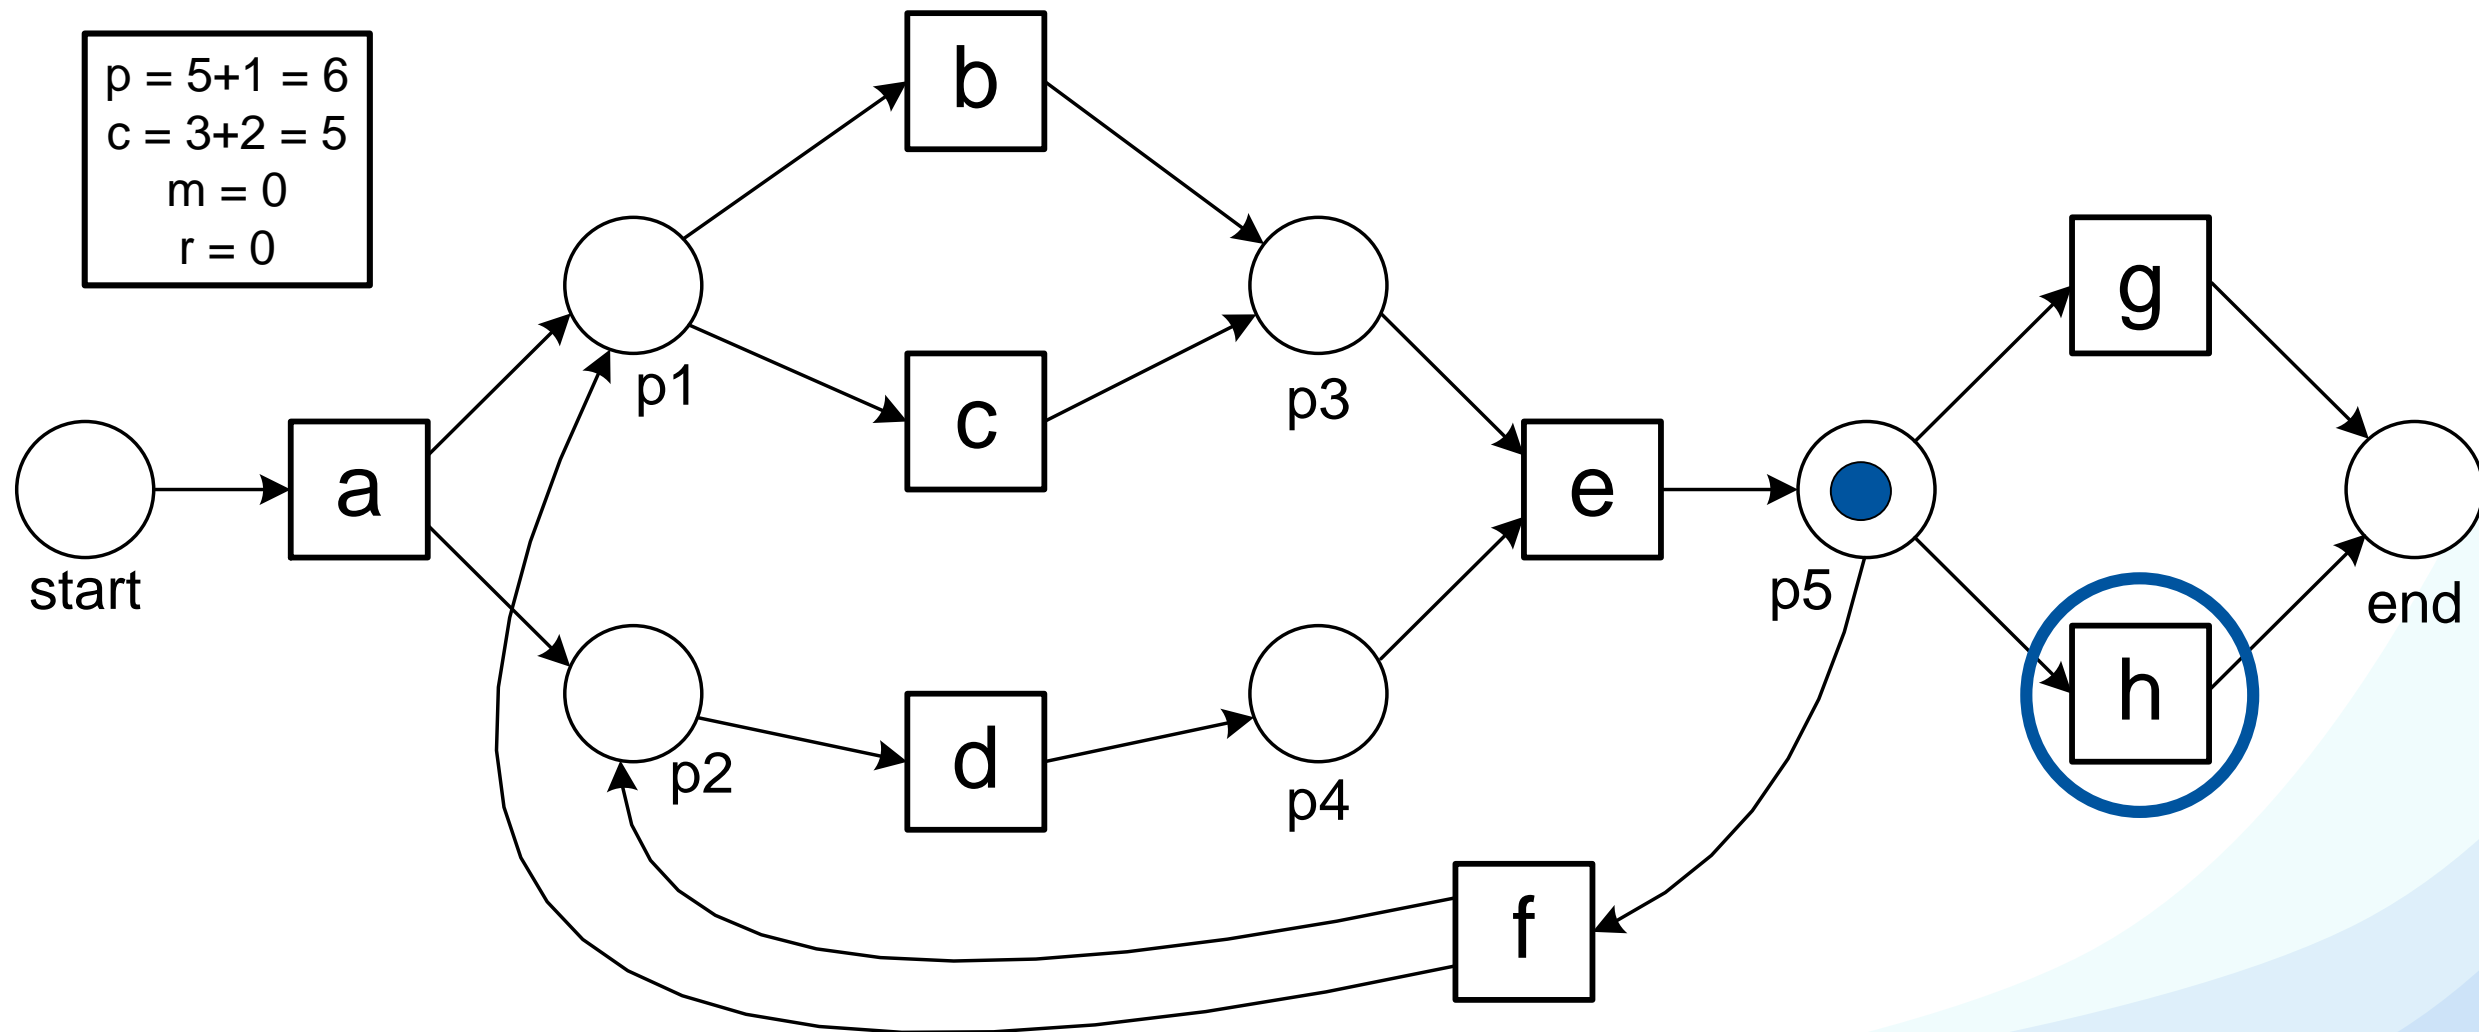 p = 5+1 = 6
c = 3+2 = 5
m = 0
r = 0
b
g
p1
c
p3
a
e
start
p5
end
h
p2
d
p4
f